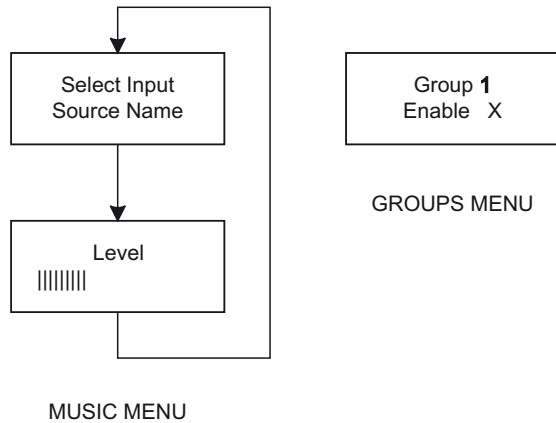 Select Input
Source Name
Level
|||||||||
MUSIC MENU
Group 1
Enable X
GROUPS MENU